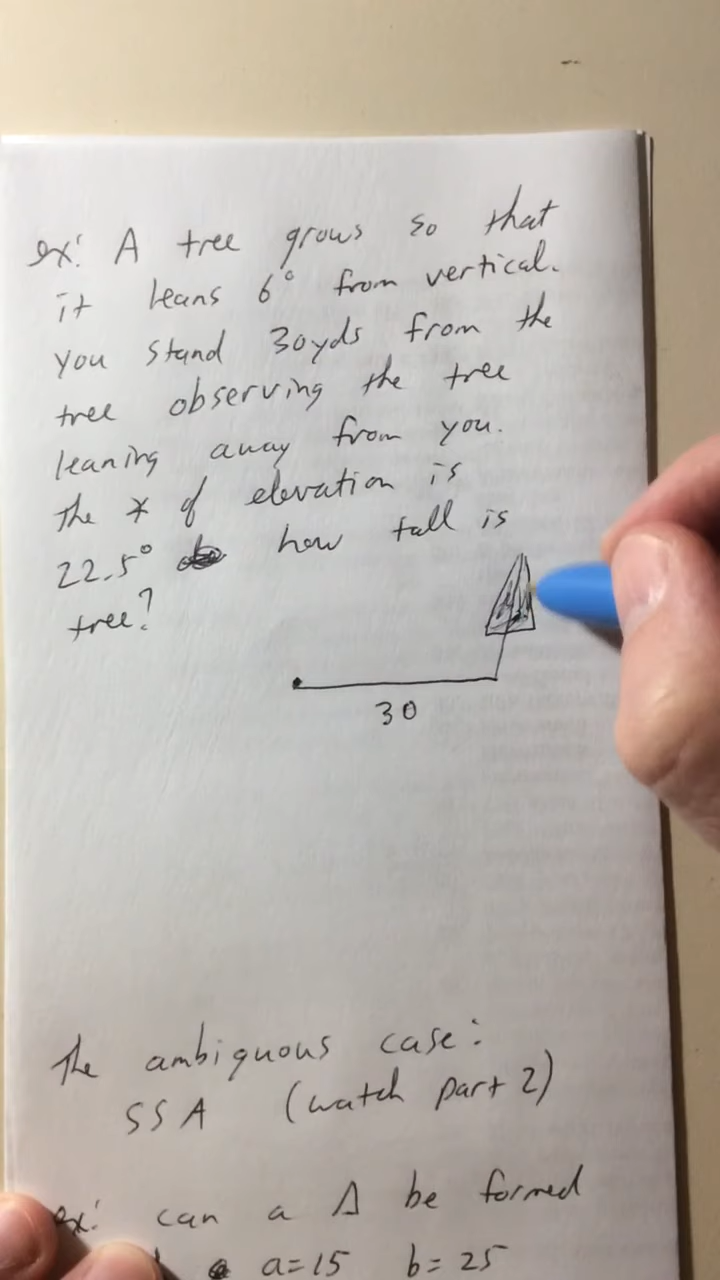 ex: A tree grows so that
it leans 6° from vertical.
you stand 30yds from the
tree observing the tree
leaning away from you.
The ∢ of elevation is
22.5° how tall is
tree?
30
The ambiguous case:
SSA (watch part 2)
ex: can a Δ be formed
a=15 b=25